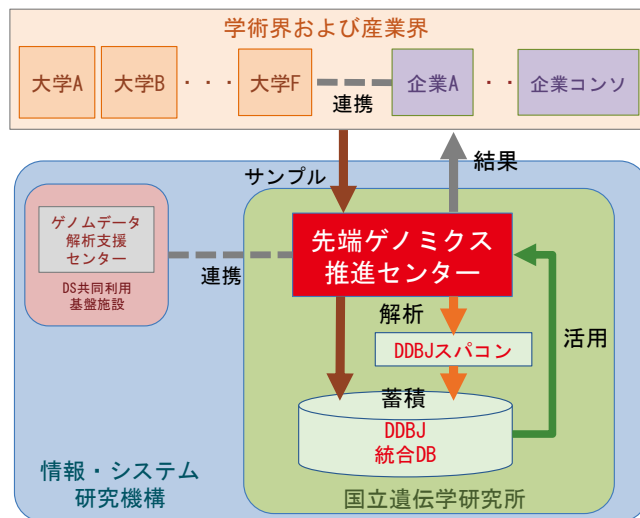 学術界および産業界
大学A
大学B
・・・
大学F
連携
企業A
・・
企業コンソ
サンプル
結果
ゲノムデータ
解析支援
センター
DS共同利用
基盤施設
連携
先端ゲノミクス
推進センター
解析
DDBJスパコン
活用
蓄積
DDBJ
統合DB
情報・システム
研究機構
国立遺伝学研究所